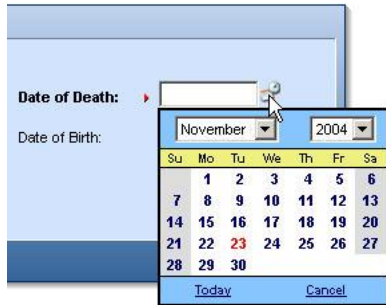 Date of Death:
Date of Birth:
November 2004
Su Mo Tu We Th Fr Sa
1 2 3 4 5 6
7 8 9 10 11 12 13
14 15 16 17 18 19 20
21 22 23 24 25 26 27
28 29 30
Today Cancel